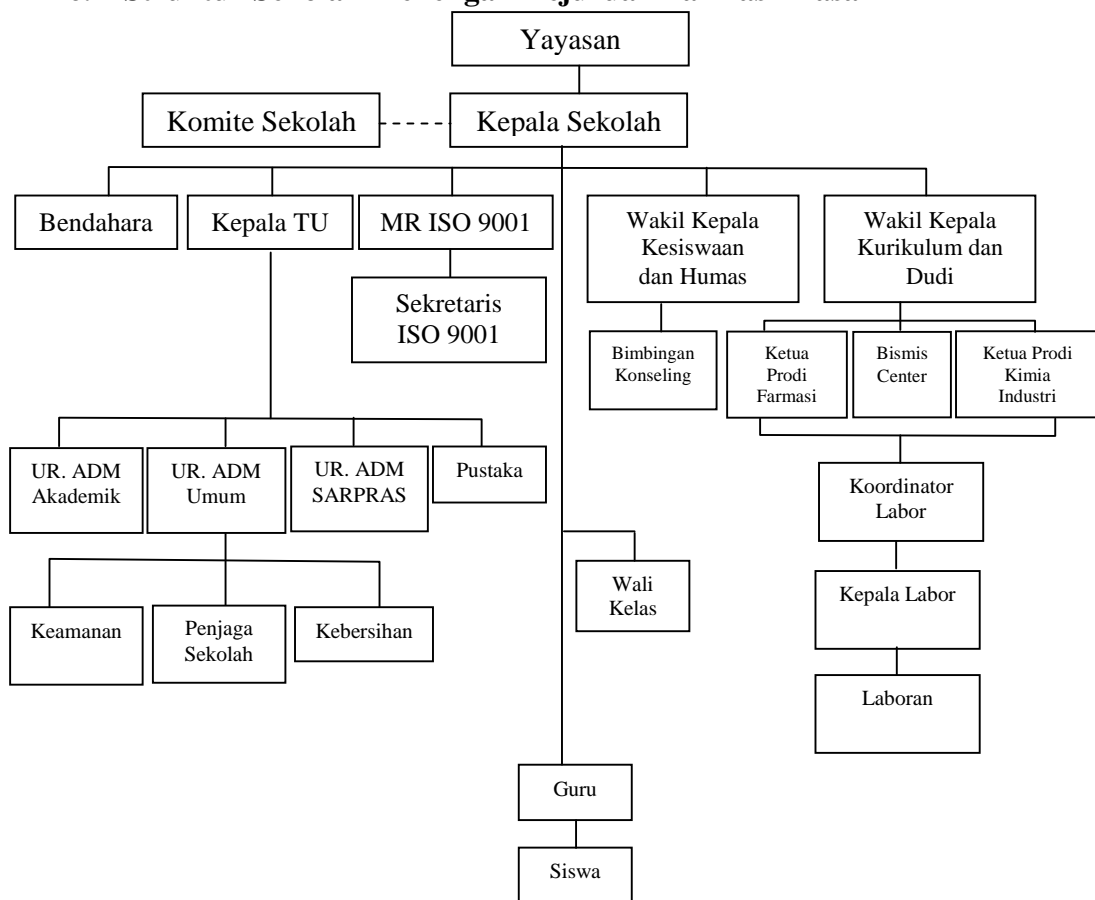 Yayasan
Komite Sekolah
Kepala Sekolah
Bendahara
Kepala TU
MR ISO 9001
Wakil Kepala
Kesiswaan
dan Humas
Wakil Kepala
Kurikulum dan
Dudi
Sekretaris
ISO 9001
Bimbingan
Konseling
Ketua
Prodi
Farmasi
Bismis
Center
Ketua Prodi
Kimia
Industri
UR. ADM
Akademik
UR. ADM
Umum
UR. ADM
SARPRAS
Pustaka
Koordinator
Labor
Wali
Kelas
Kepala Labor
Keamanan
Penjaga
Sekolah
Kebersihan
Laboran
Guru
Siswa